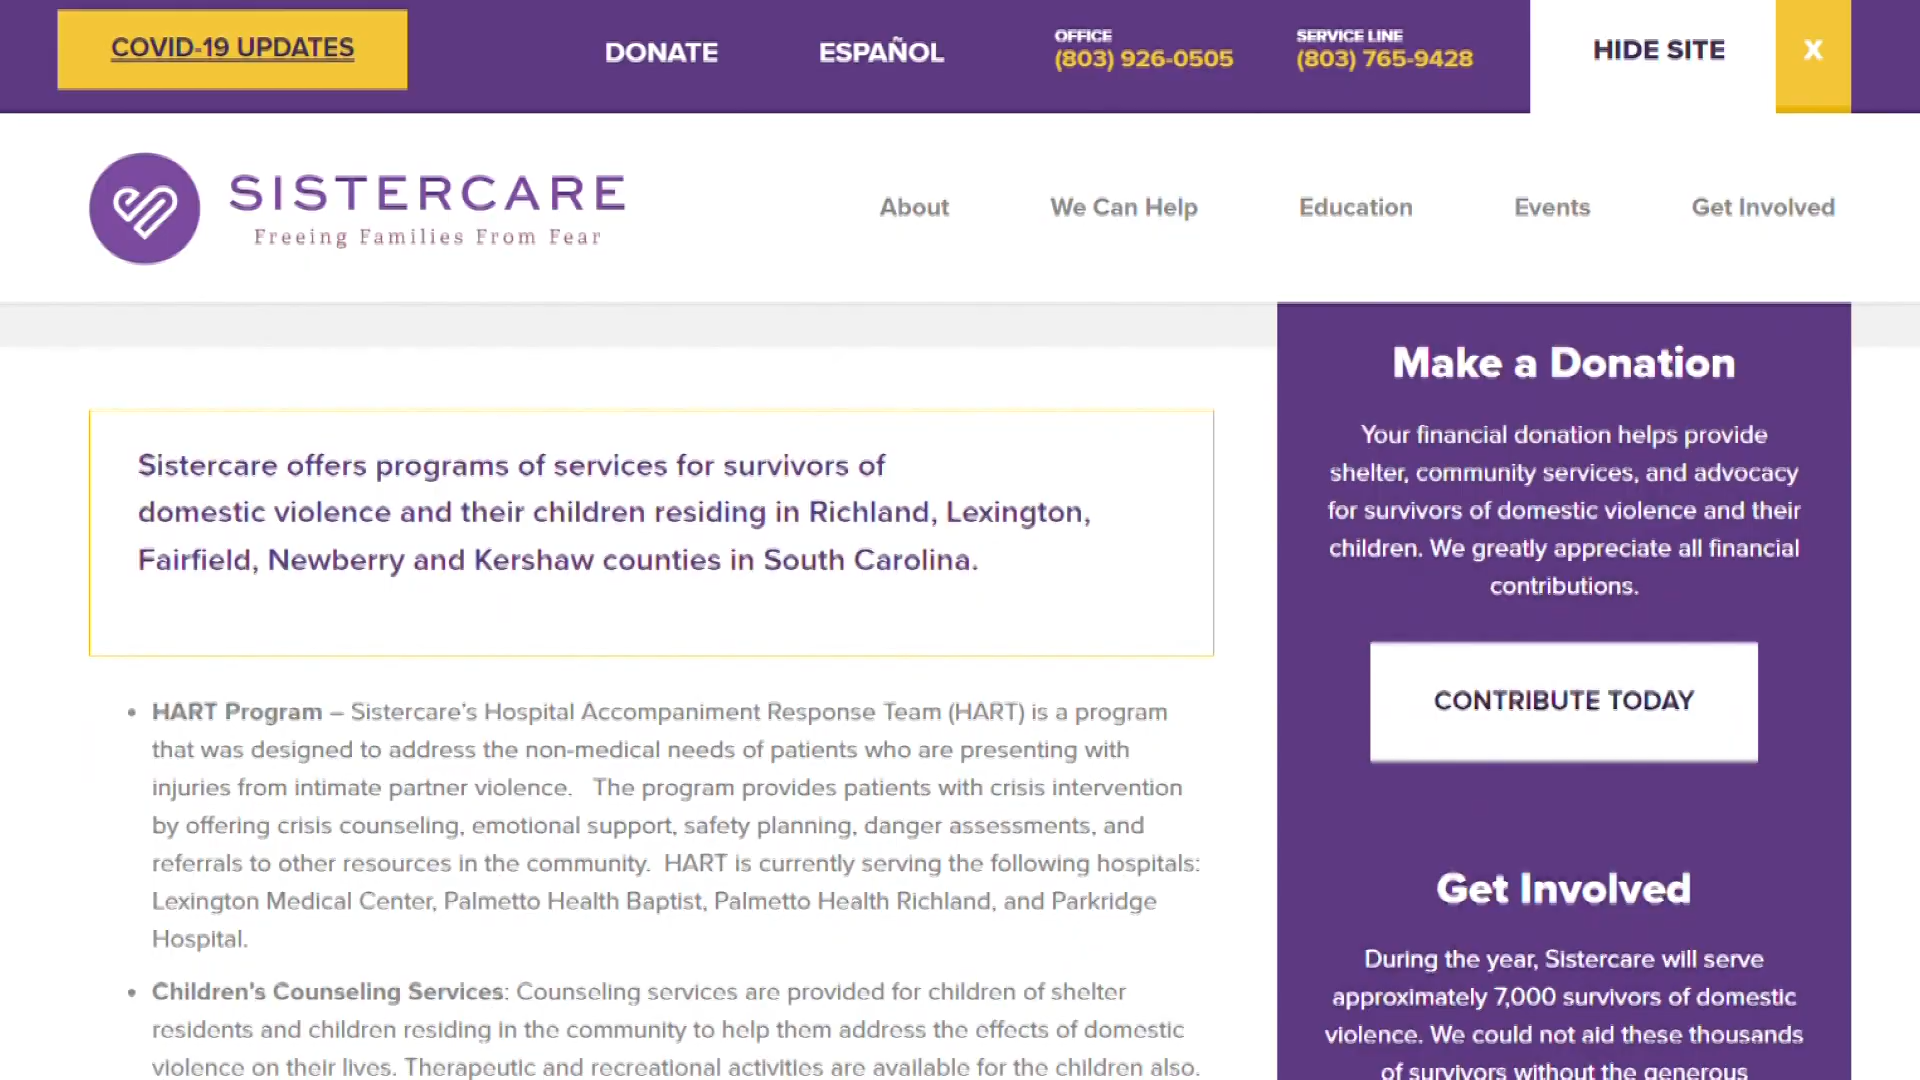 COVID-19 UPDATES
DONATE
ESPAÑOL
OFFICE
(803) 926-0505
SERVICE LINE
(803) 765-9428
HIDE SITE
X
SISTERCARE
Freeing Families From Fear
About
We Can Help
Education
Events
Get Involved
Sistercare offers programs of services for survivors of
domestic violence and their children residing in Richland, Lexington,
Fairfield, Newberry and Kershaw counties in South Carolina.
• HART Program – Sistercare's Hospital Accompaniment Response Team (HART) is a program
that was designed to address the non-medical needs of patients who are presenting with
injuries from intimate partner violence. The program provides patients with crisis intervention
by offering crisis counseling, emotional support, safety planning, danger assessments, and
referrals to other resources in the community. HART is currently serving the following hospitals:
Lexington Medical Center, Palmetto Health Baptist, Palmetto Health Richland, and Parkridge
Hospital.
• Children's Counseling Services: Counseling services are provided for children of shelter
residents and children residing in the community to help them address the effects of domestic
violence on their lives. Therapeutic and recreational activities are available for the children also.
Make a Donation
Your financial donation helps provide
shelter, community services, and advocacy
for survivors of domestic violence and their
children. We greatly appreciate all financial
contributions.
CONTRIBUTE TODAY
Get Involved
During the year, Sistercare will serve
approximately 7,000 survivors of domestic
violence. We could not aid these thousands
of survivors without the generous